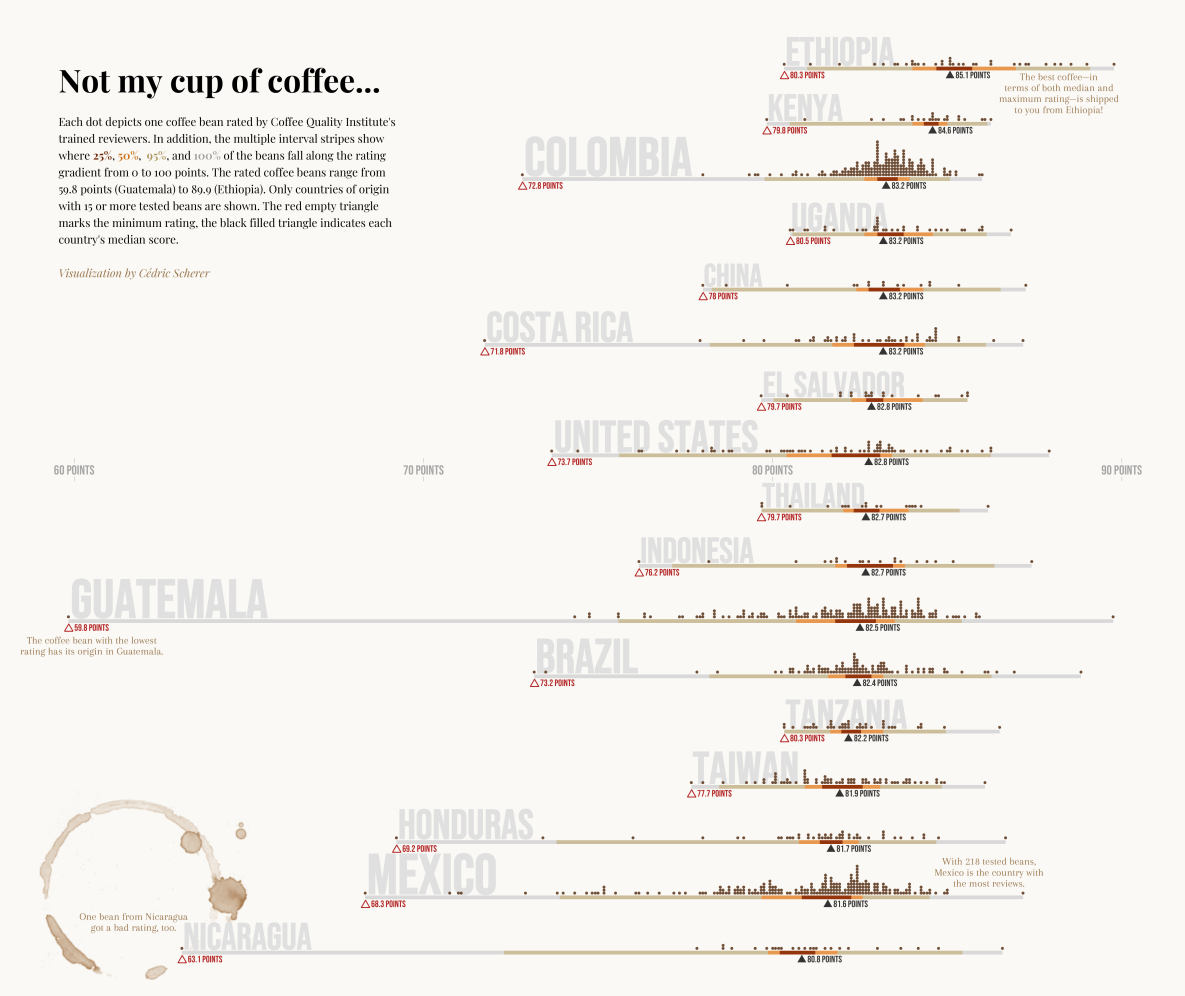 Not my cup of coffee...
Each dot depicts one coffee bean rated by Coffee Quality Institute's
trained reviewers. In addition, the multiple interval stripes show
where 25%, 50%, 95%, and 100% of the beans fall along the rating
gradient from 0 to 100 points. The rated coffee beans range from
59.8 points (Guatemala) to 89.9 (Ethiopia). Only countries of origin
with 15 or more tested beans are shown. The red empty triangle
marks the minimum rating, the black filled triangle indicates each
country's median score.
Visualization by Cédric Scherer
ETHIOPIA
80.3 POINTS
85.1 POINTS
The best coffee—in
terms of both median and
maximum rating—is shipped
to you from Ethiopia!
KENYA
79.8 POINTS
84.6 POINTS
COLOMBIA
72.8 POINTS
83.2 POINTS
UGANDA
80.5 POINTS
83.2 POINTS
CHINA
78 POINTS
83.2 POINTS
COSTA RICA
71.8 POINTS
83.2 POINTS
EL SALVADOR
79.7 POINTS
82.8 POINTS
UNITED STATES
73.7 POINTS
82.8 POINTS
60 POINTS
70 POINTS
80 POINTS
90 POINTS
THAILAND
79.7 POINTS
82.7 POINTS
INDONESIA
76.2 POINTS
82.7 POINTS
GUATEMALA
59.8 POINTS
82.5 POINTS
The coffee bean with the lowest
rating has its origin in Guatemala.
BRAZIL
73.2 POINTS
82.4 POINTS
TANZANIA
80.3 POINTS
82.2 POINTS
TAIWAN
77.7 POINTS
81.9 POINTS
HONDURAS
69.2 POINTS
81.7 POINTS
With 218 tested beans,
Mexico is the country with
the most reviews.
MEXICO
68.3 POINTS
81.6 POINTS
One bean from Nicaragua
got a bad rating, too.
NICARAGUA
63.1 POINTS
80.8 POINTS